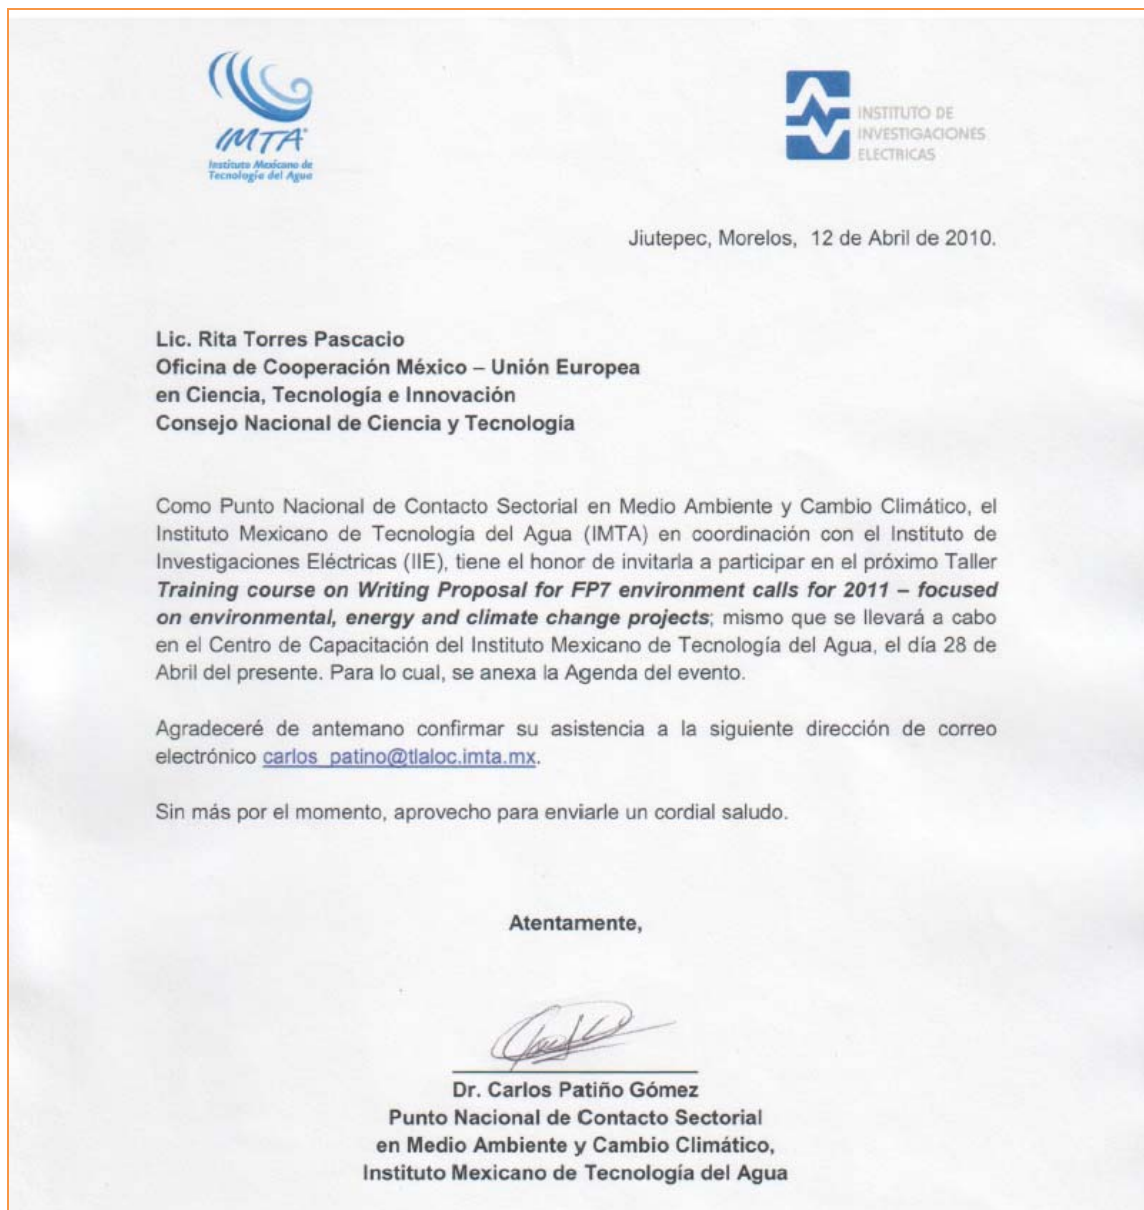 IMTA
Instituto Mexicano de
Tecnología del Agua
INSTITUTO DE
INVESTIGACIONES
ELECTRICAS
Jiutepec, Morelos, 12 de Abril de 2010.
Lic. Rita Torres Pascacio
Oficina de Cooperación México – Unión Europea
en Ciencia, Tecnología e Innovación
Consejo Nacional de Ciencia y Tecnología
Como Punto Nacional de Contacto Sectorial en Medio Ambiente y Cambio Climático, el
Instituto Mexicano de Tecnología del Agua (IMTA) en coordinación con el Instituto de
Investigaciones Eléctricas (IIE), tiene el honor de invitarla a participar en el próximo Taller
Training course on Writing Proposal for FP7 environment calls for 2011 – focused
on environmental, energy and climate change projects; mismo que se llevará a cabo
en el Centro de Capacitación del Instituto Mexicano de Tecnología del Agua, el día 28 de
Abril del presente. Para lo cual, se anexa la Agenda del evento.
Agradeceré de antemano confirmar su asistencia a la siguiente dirección de correo
electrónico carlos_patino@tlaloc.imta.mx.
Sin más por el momento, aprovecho para enviarle un cordial saludo.
Atentamente,
Dr. Carlos Patiño Gómez
Punto Nacional de Contacto Sectorial
en Medio Ambiente y Cambio Climático,
Instituto Mexicano de Tecnología del Agua